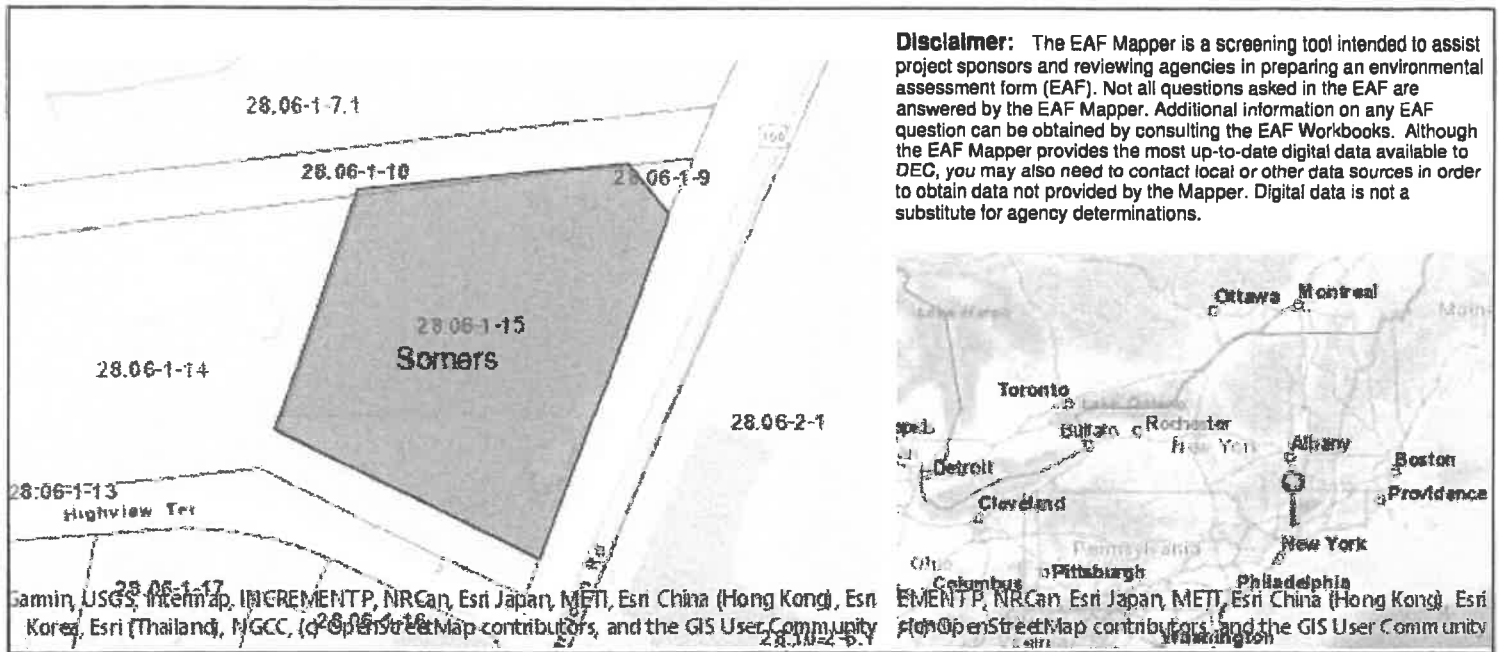 Disclaimer: The EAF Mapper is a screening tool intended to assist
project sponsors and reviewing agencies in preparing an environmental
assessment form (EAF). Not all questions asked in the EAF are
answered by the EAF Mapper. Additional information on any EAF
question can be obtained by consulting the EAF Workbooks. Although
the EAF Mapper provides the most up-to-date digital data available to
DEC, you may also need to contact local or other data sources in order
to obtain data not provided by the Mapper. Digital data is not a
substitute for agency determinations.
28.06-1-7.1
28.06-1-10
28.06-1-9
28.06-1-15
Somers
28.06-1-14
28.06-2-1
28.06-1-13
Highview Ter
28.06-1-17
Garmin, USGS, Intermap, INCREMENT P, NRCan, Esri Japan, METI, Esri China (Hong Kong), Esri
Korea, Esri (Thailand), NGCC, (c) OpenStreetMap contributors, and the GIS User Community
Ottawa
Montreal
Toronto
Buffalo
Rochester
New York
Albany
Boston
Detroit
Providence
Cleveland
New York
Pennsylvania
Columbus
Pittsburgh
Philadelphia
Washington
EMENT P, NRCan, Esri Japan, METI, Esri China (Hong Kong), Esri
(c) OpenStreetMap contributors, and the GIS User Community